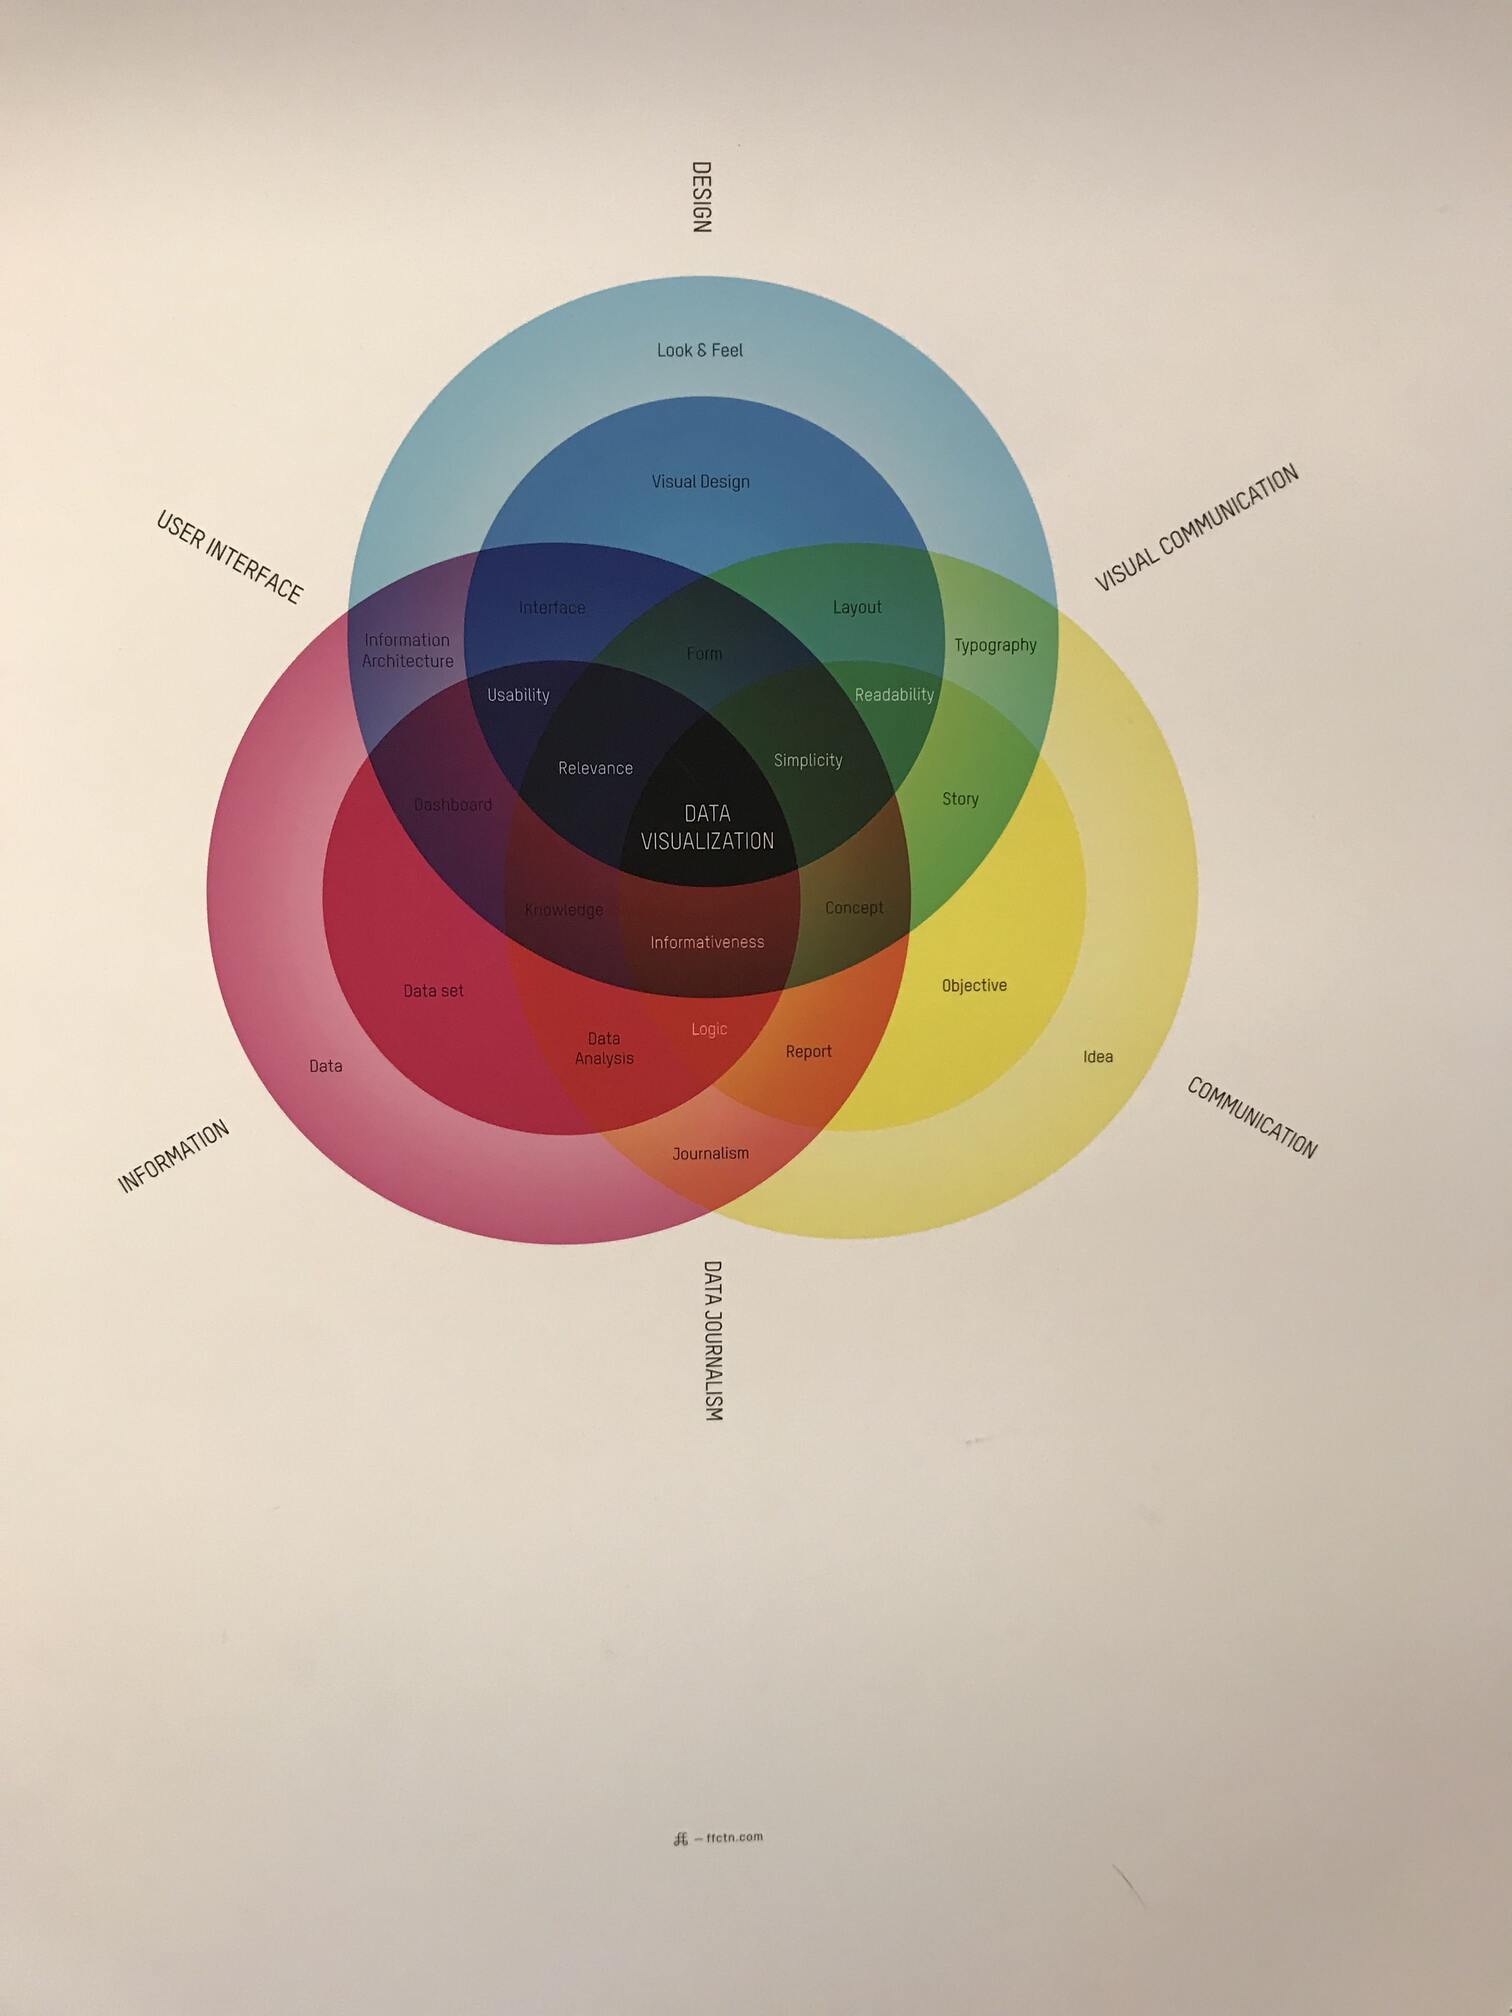 DESIGN
Look & Feel
Visual Design
USER INTERFACE
VISUAL COMMUNICATION
Interface
Layout
Information
Architecture
Form
Typography
Usability
Readability
Relevance
Simplicity
Dashboard
DATA
VISUALIZATION
Story
Knowledge
Concept
Informativeness
Data set
Objective
Data
Analysis
Logic
Report
Data
Idea
INFORMATION
COMMUNICATION
Journalism
DATA JOURNALISM
– ffctn.com